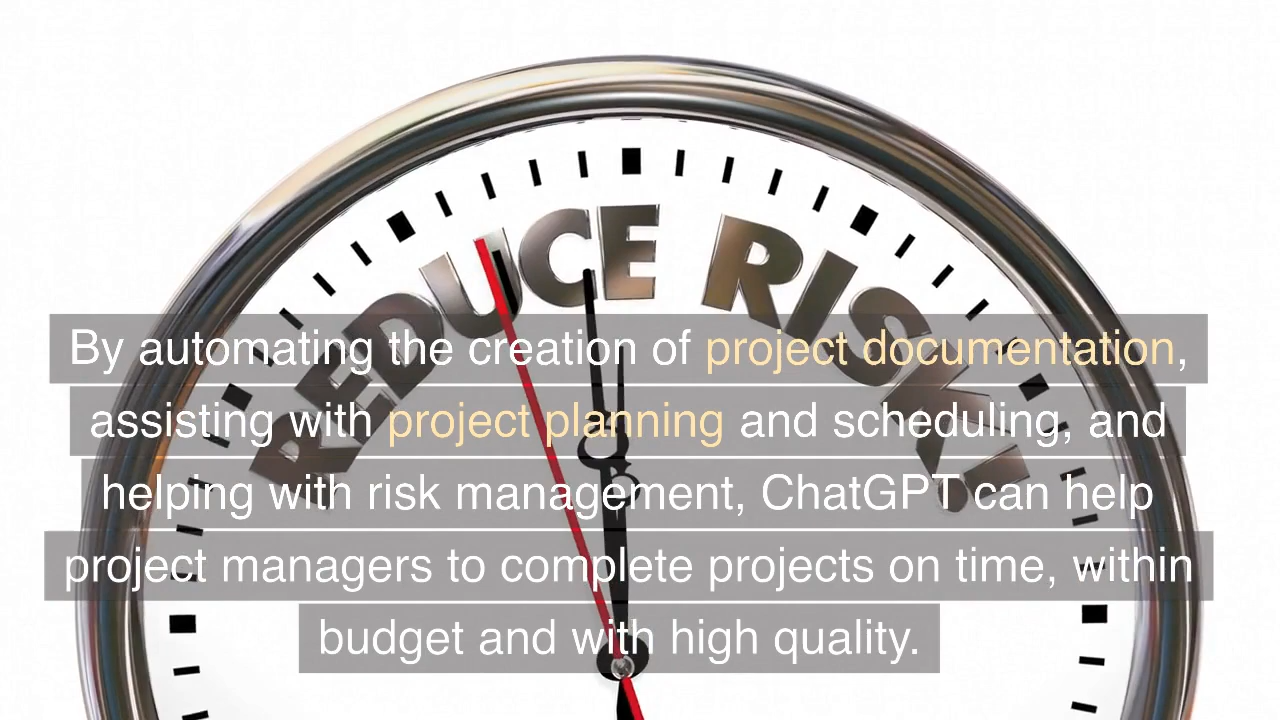 REDUCE RISK!
By automating the creation of project documentation,
assisting with project planning and scheduling, and
helping with risk management, ChatGPT can help
project managers to complete projects on time, within
budget and with high quality.